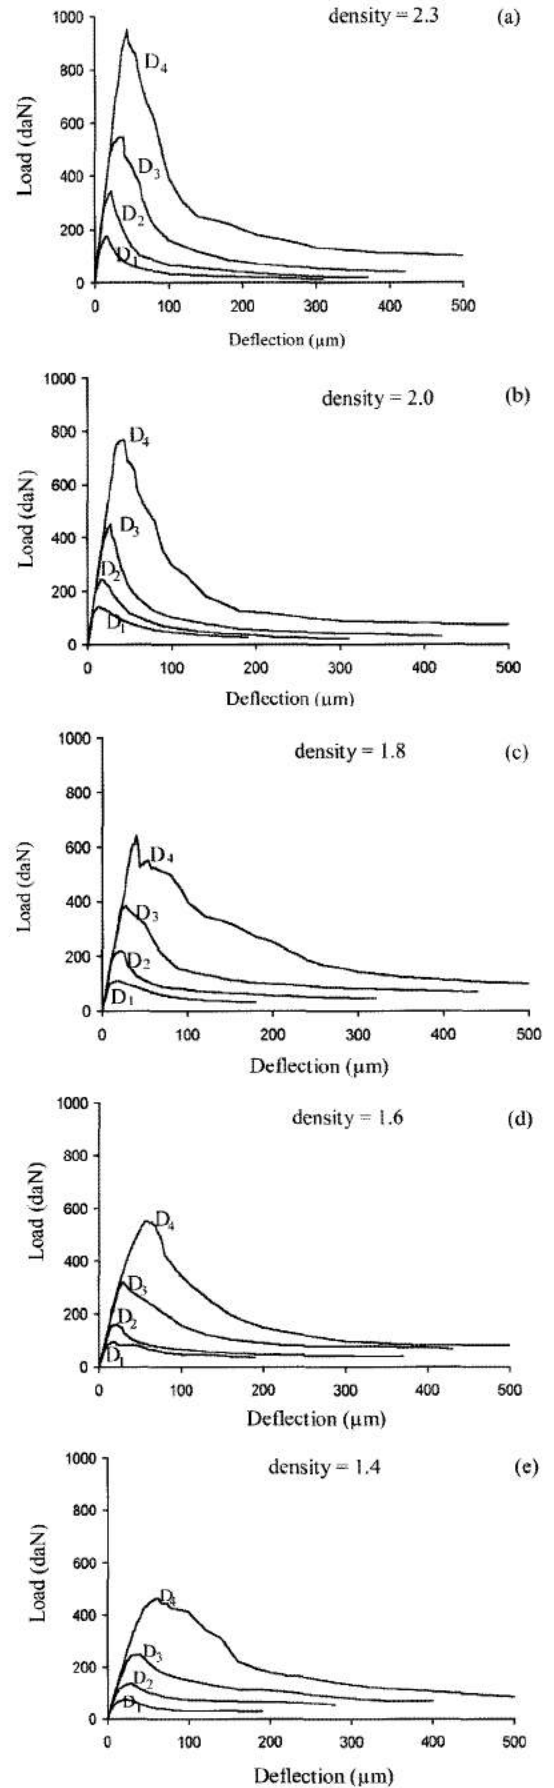 density = 2.3 (a)
1000
800
600
400
200
0
Load (daN)
D4
D3
D2
D1
0 100 200 300 400 500
Deflection (µm)
density = 2.0 (b)
1000
800
600
400
200
0
Load (daN)
D4
D3
D2
D1
0 100 200 300 400 500
Deflection (µm)
density = 1.8 (c)
1000
800
600
400
200
0
Load (daN)
D4
D3
D2
D1
0 100 200 300 400 500
Deflection (µm)
density = 1.6 (d)
1000
800
600
400
200
0
Load (daN)
D4
D3
D2
D1
0 100 200 300 400 500
Deflection (µm)
density = 1.4 (e)
1000
800
600
400
200
0
Load (daN)
D4
D3
D2
D1
0 100 200 300 400 500
Deflection (µm)